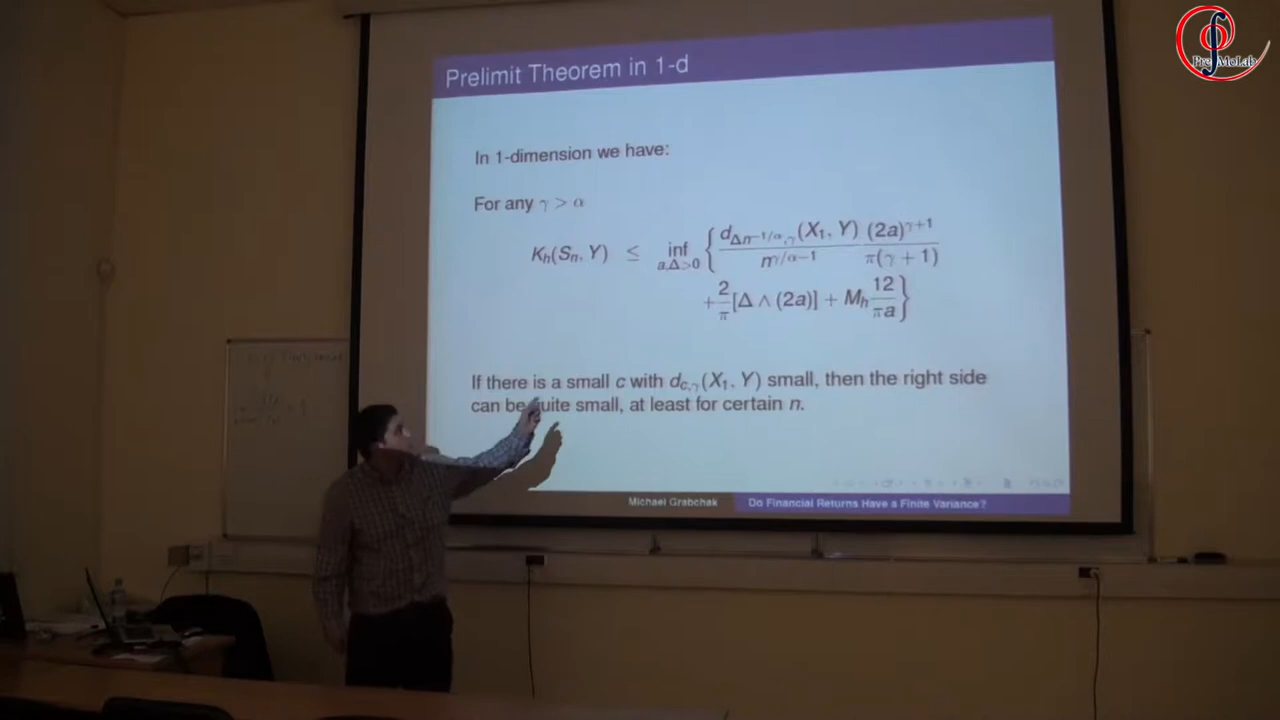 PreMoLab
Prelimit Theorem in 1-d
In 1-dimension we have:
For any γ > α
K_h(S_n, Y) ≤ inf_{a,Δ>0} { d_{Δn^{-1/α},γ}(X_1, Y) / n^{γ/α−1} (2a)^{γ+1} / π(γ + 1)
+ 2/π [Δ ∧ (2a)] + M_h 12/πa }
If there is a small c with d_{c,γ}(X_1, Y) small, then the right side
can be quite small, at least for certain n.
Michael Grabchak Do Financial Returns Have a Finite Variance?